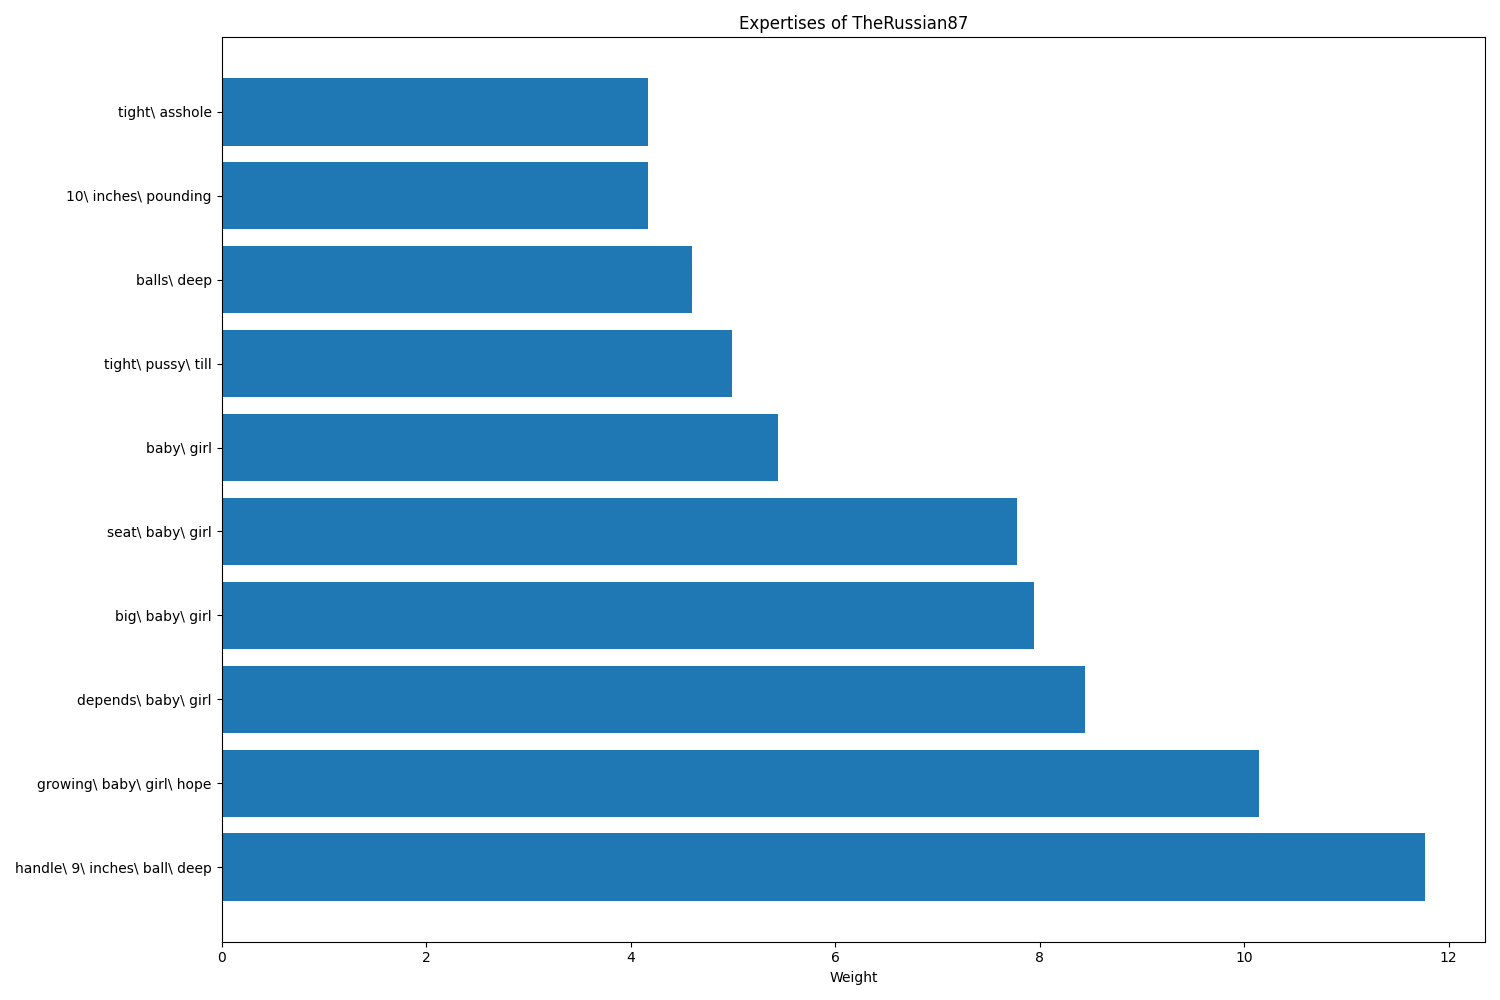 Expertises of TheRussian87
tight\ asshole
10\ inches\ pounding
balls\ deep
tight\ pussy\ till
baby\ girl
seat\ baby\ girl
big\ baby\ girl
depends\ baby\ girl
growing\ baby\ girl\ hope
handle\ 9\ inches\ ball\ deep
0 2 4 6 8 10 12
Weight